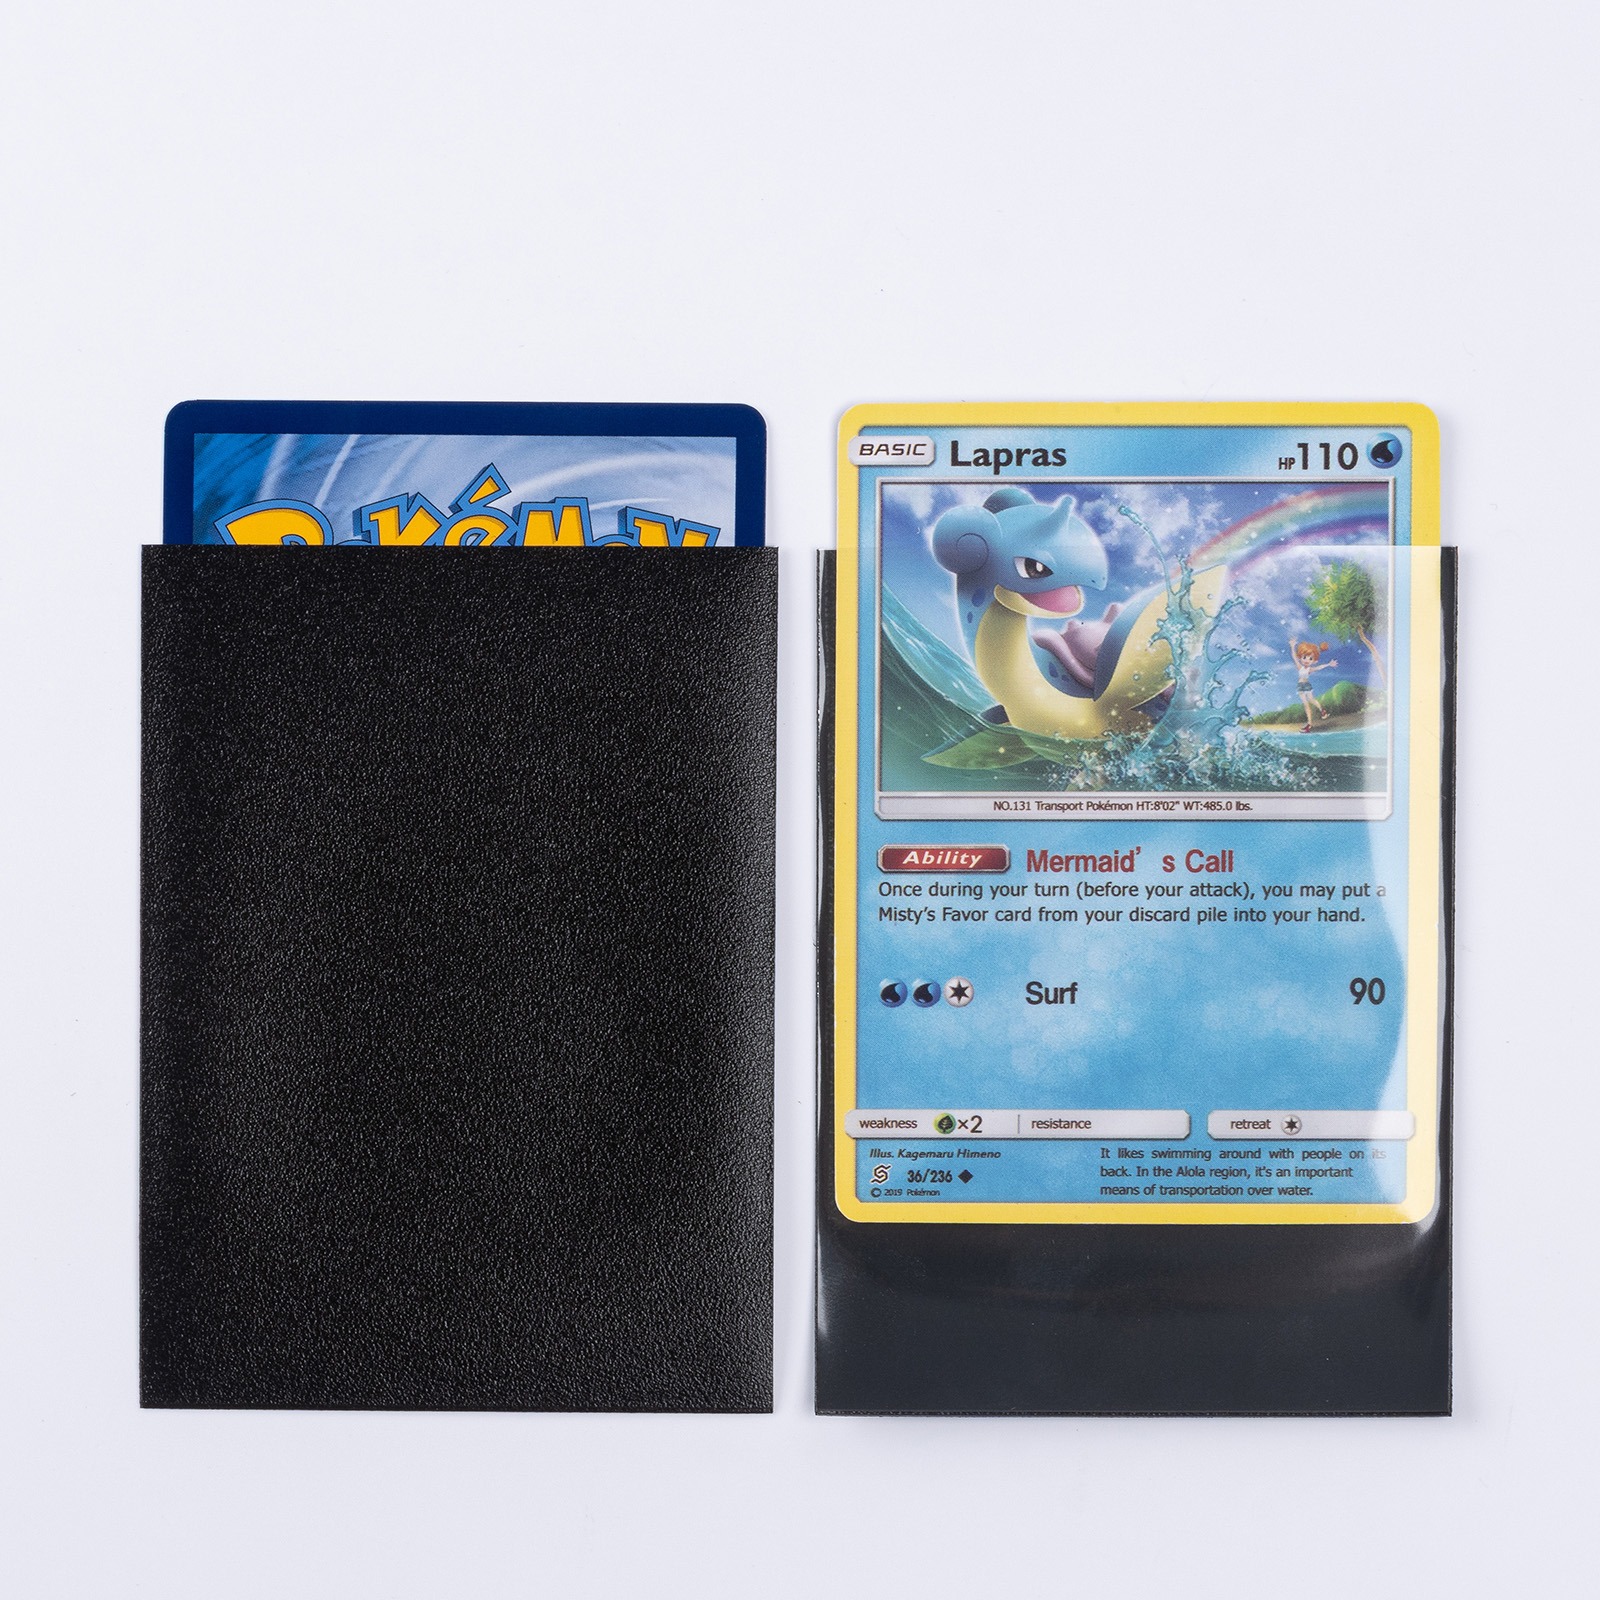 Pokémon
BASIC Lapras HP 110
NO.131 Transport Pokémon HT:8'02" WT:485.0 lbs.
Ability Mermaid' s Call
Once during your turn (before your attack), you may put a
Misty's Favor card from your discard pile into your hand.
Surf 90
weakness ×2 resistance retreat
Illus. Kagemaru Himeno
36/236
© 2019 Pokémon
It likes swimming around with people on its
back. In the Alola region, it's an important
means of transportation over water.